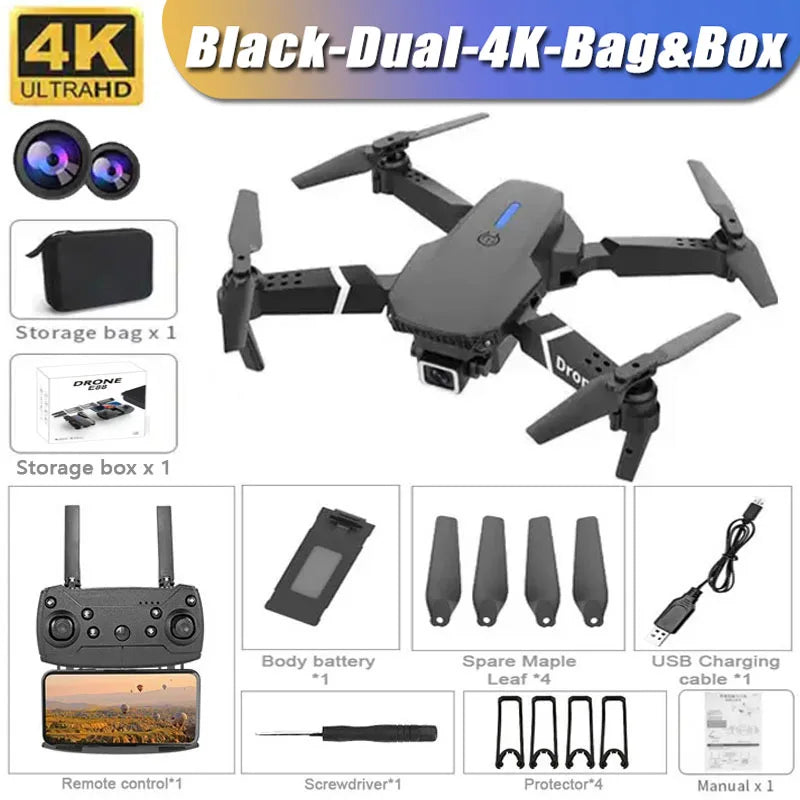 4K
ULTRAHD
Black-Dual-4K-Bag&Box
Storage bag x 1
DRONE
E88
Storage box x 1
Body battery
*1
Spare Maple
Leaf *4
USB Charging
cable *1
Remote control*1
Screwdriver*1
Protector*4
Manual x 1